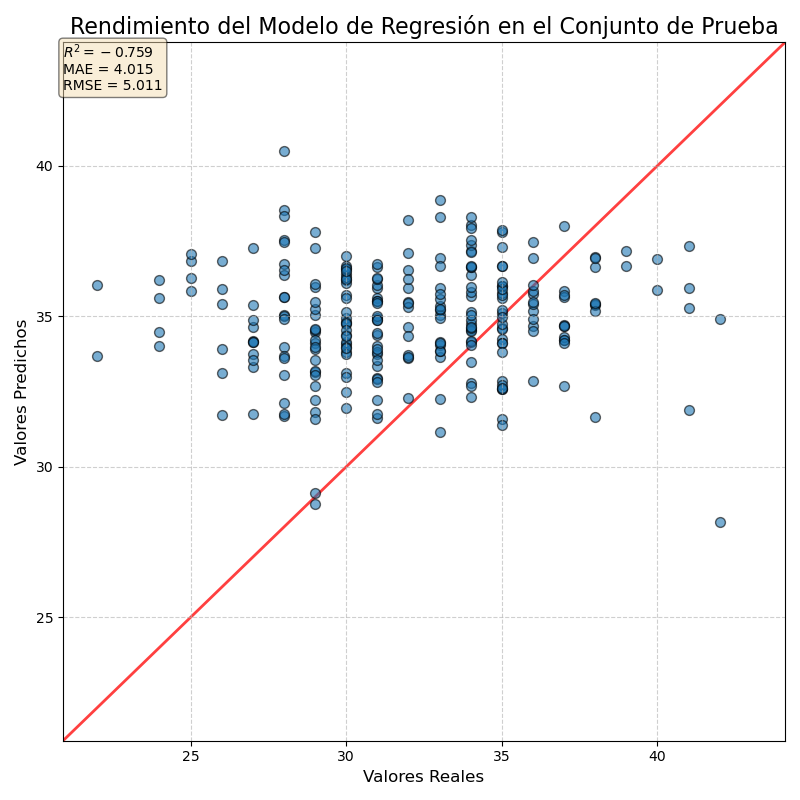 Rendimiento del Modelo de Regresión en el Conjunto de Prueba
R² = −0.759
MAE = 4.015
RMSE = 5.011
40
35
30
25
Valores Predichos
25 30 35 40
Valores Reales